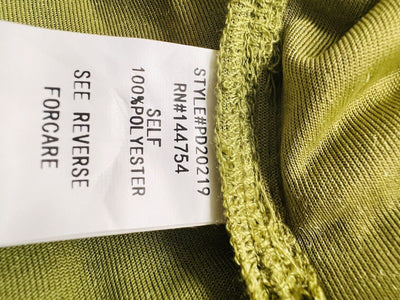 STYLE#PD20219
RN#144754
SELF
100%POLYESTER
SEE REVERSE
FORCARE